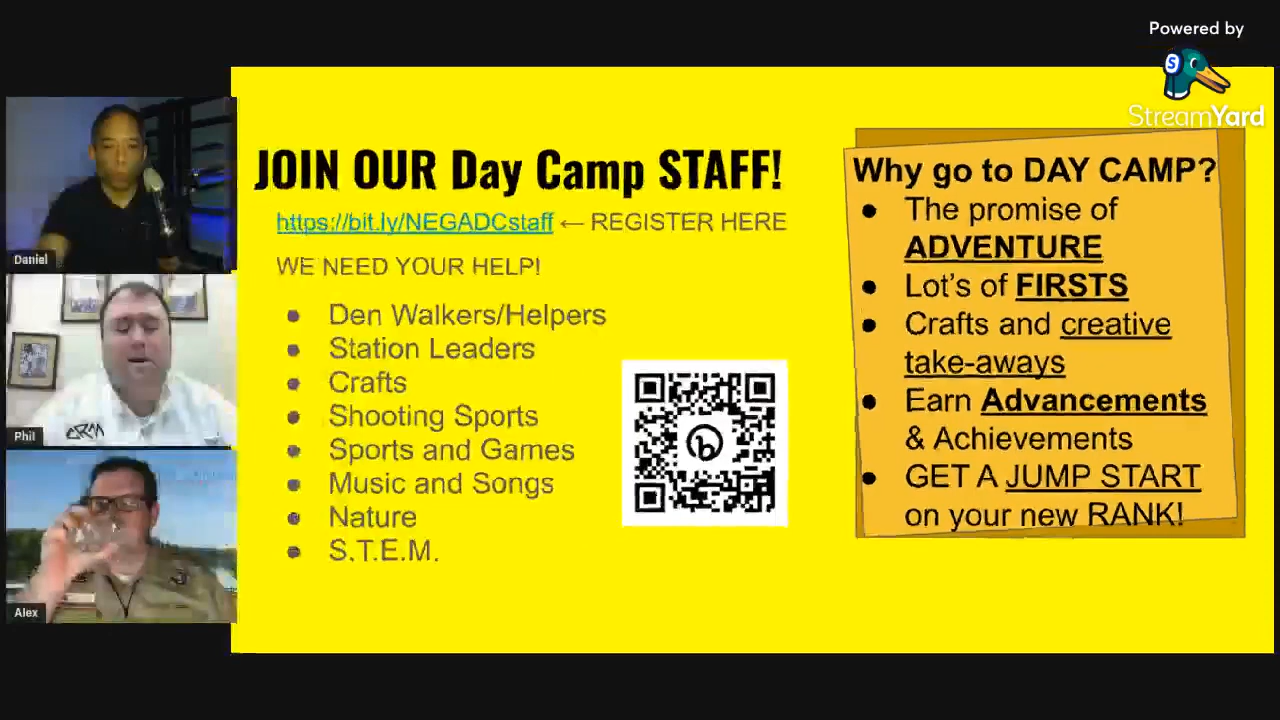 Powered by
StreamYard
JOIN OUR Day Camp STAFF!
https://bit.ly/NEGADCstaff ← REGISTER HERE
WE NEED YOUR HELP!
● Den Walkers/Helpers
● Station Leaders
● Crafts
● Shooting Sports
● Sports and Games
● Music and Songs
● Nature
● S.T.E.M.
Why go to DAY CAMP?
● The promise of
ADVENTURE
● Lot's of FIRSTS
● Crafts and creative
take-aways
● Earn Advancements
& Achievements
● GET A JUMP START
on your new RANK!
Daniel
Phil
Alex